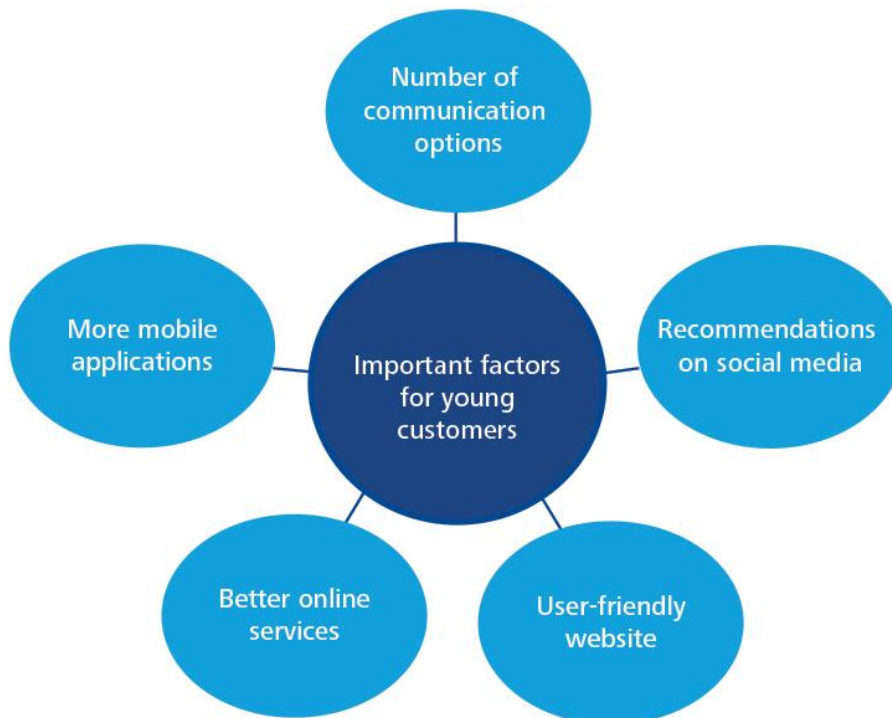 Number of
communication
options
More mobile
applications
Important factors
for young
customers
Recommendations
on social media
Better online
services
User-friendly
website